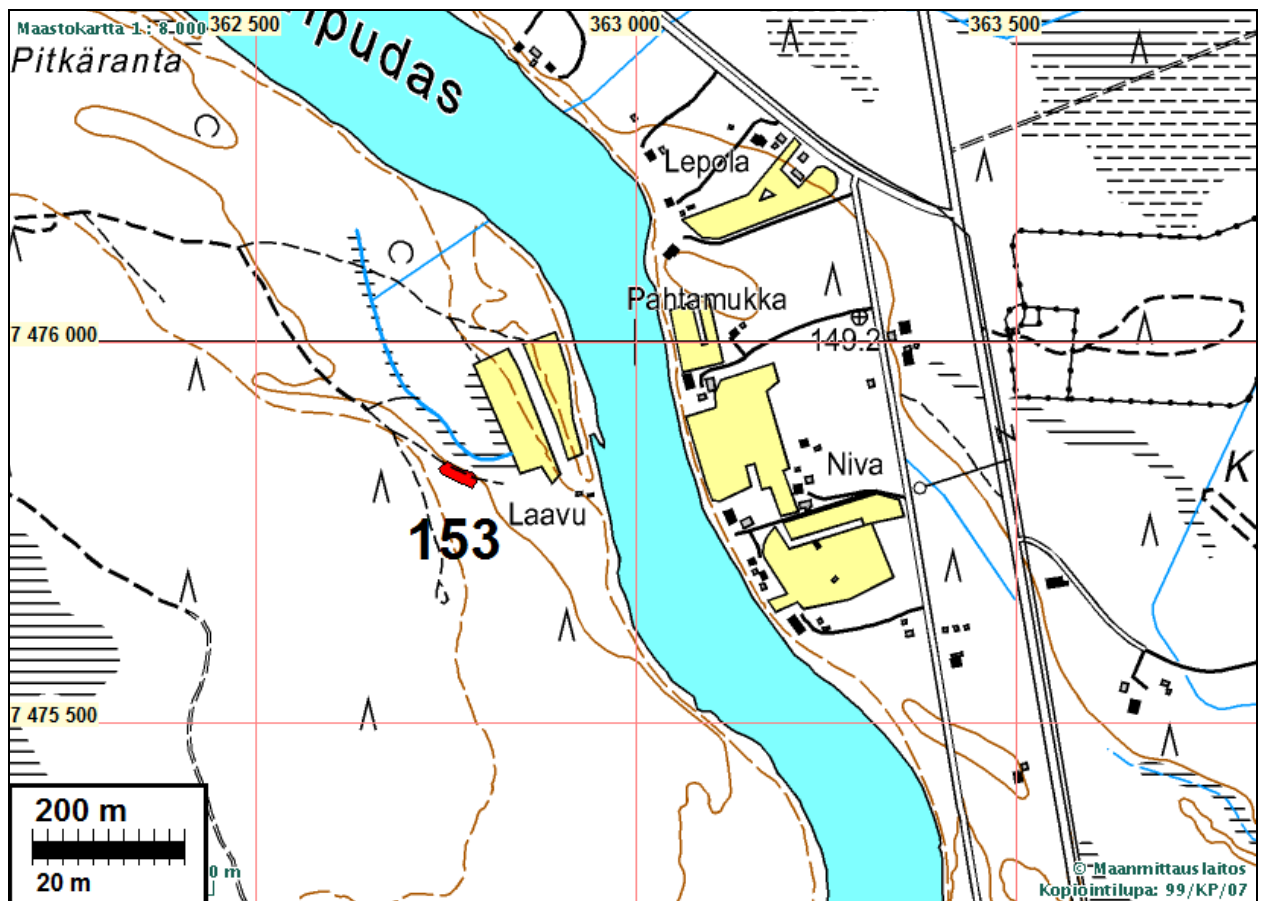 Maastokartta 1 : 8.000
362 500
363 000
363 500
Pitkäranta
Lepola
Pahtamukka
7 476 000
149.2
Niva
K
Laavu
153
7 475 500
200 m
20 m
0 m
© Maanmittauslaitos
Kopiointilupa: 99/KP/07